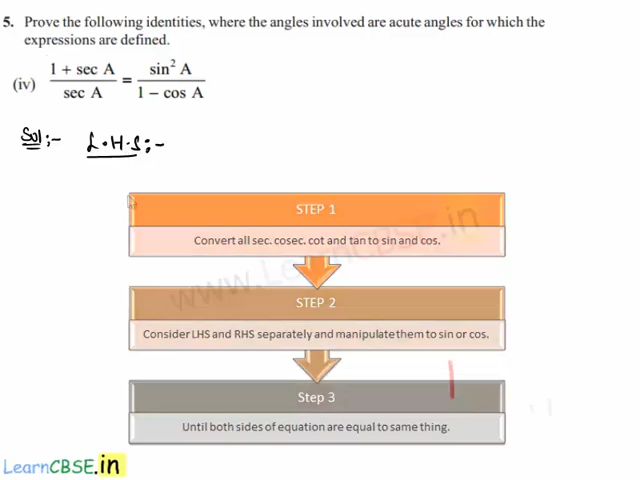 5. Prove the following identities, where the angles involved are acute angles for which the
expressions are defined.
(iv) (1 + sec A)/(sec A) = (sin² A)/(1 − cos A)
Sol :- L.H.S :-
STEP 1
Convert all sec. cosec. cot and tan to sin and cos.
www.LearnCBSE.in
STEP 2
Consider LHS and RHS separately and manipulate them to sin or cos.
Step 3
Until both sides of equation are equal to same thing.
LearnCBSE.in